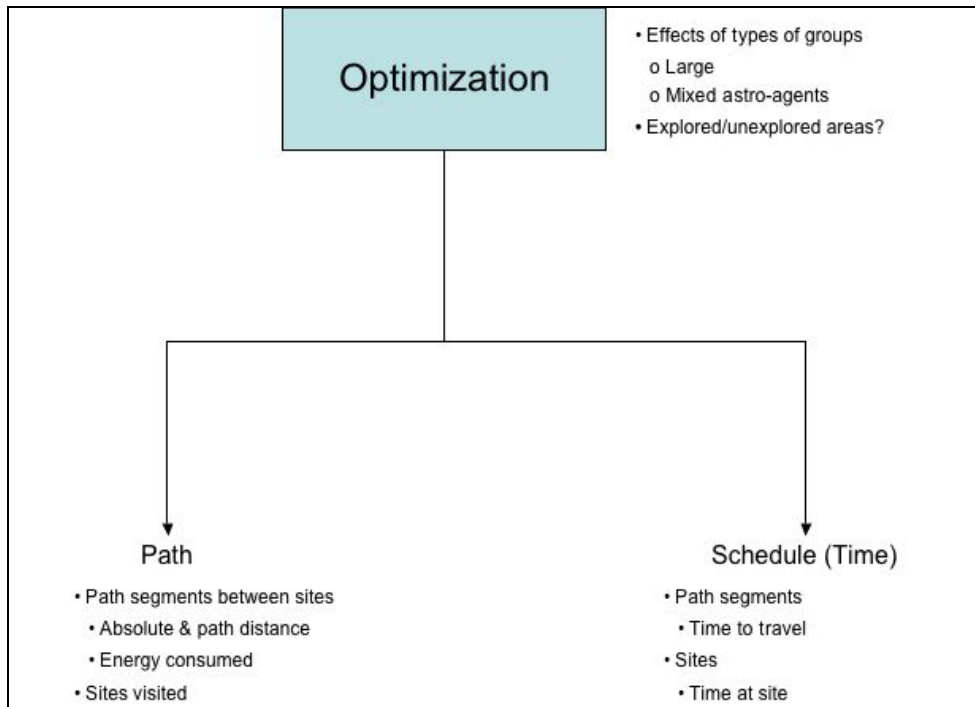 Optimization
• Effects of types of groups
o Large
o Mixed astro-agents
• Explored/unexplored areas?
Path
• Path segments between sites
• Absolute & path distance
• Energy consumed
• Sites visited
Schedule (Time)
• Path segments
• Time to travel
• Sites
• Time at site